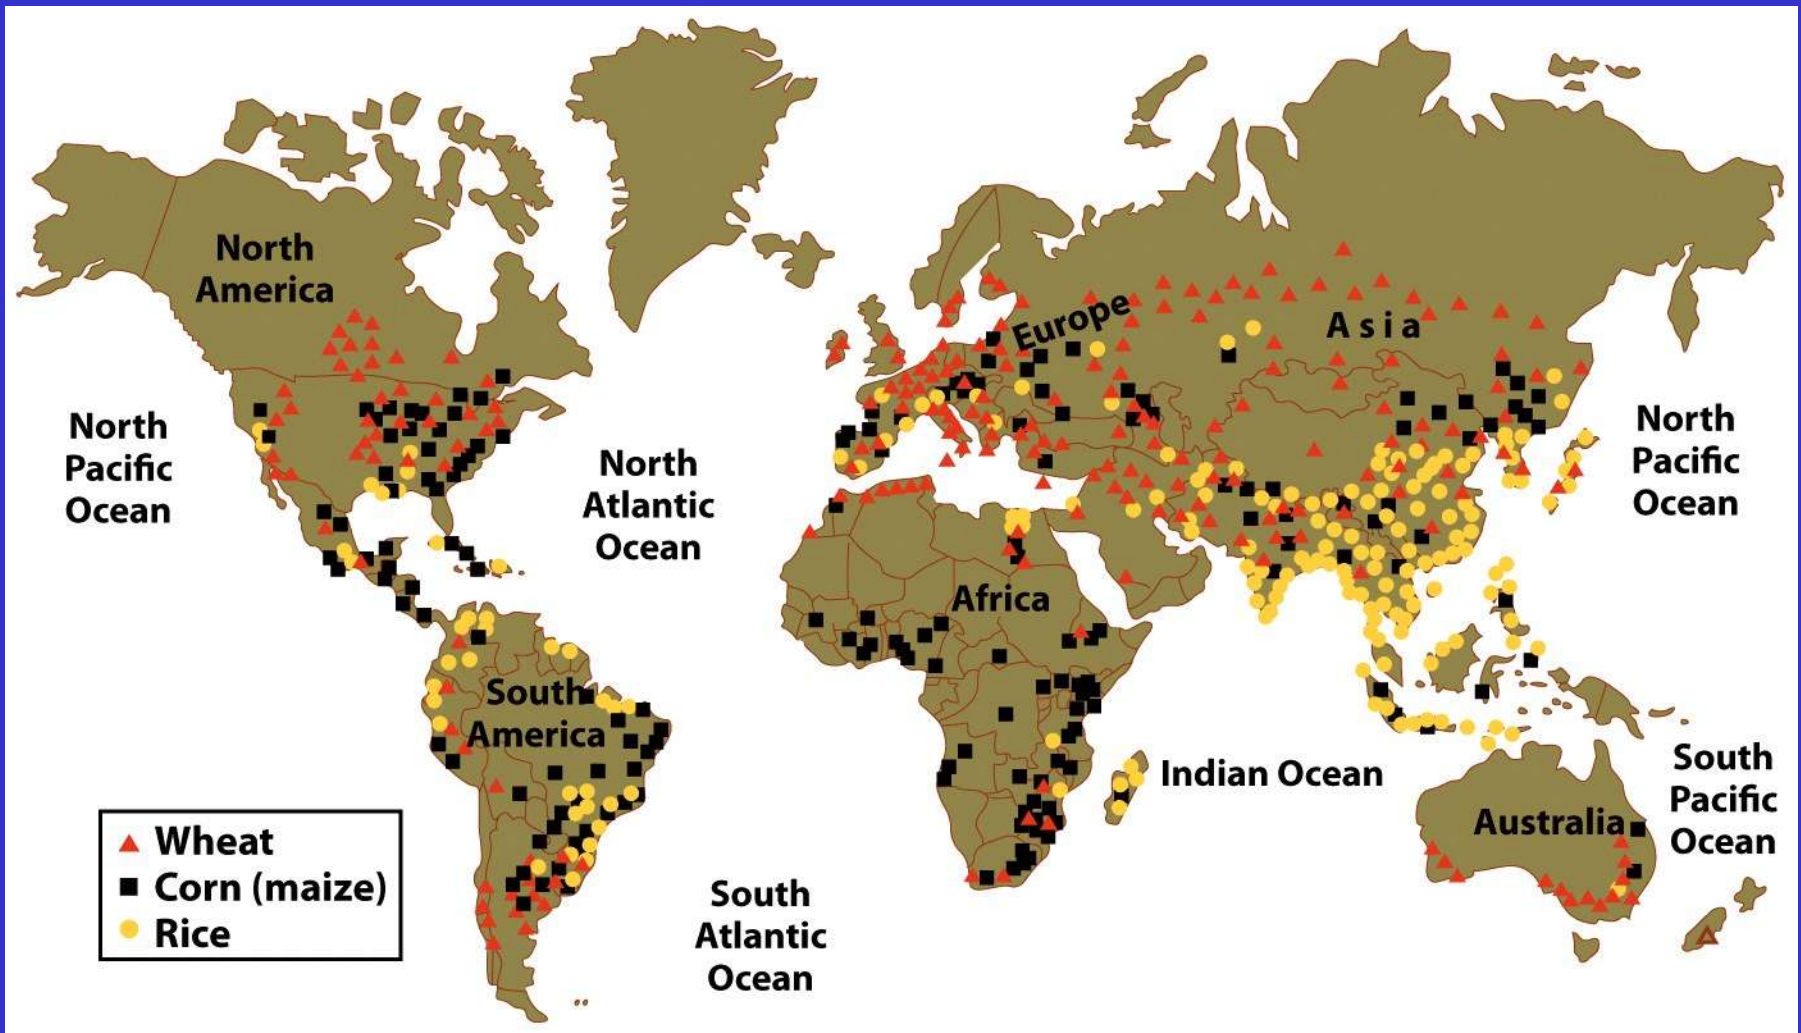 North
America
Europe
Asia
North
Pacific
Ocean
North
Atlantic
Ocean
North
Pacific
Ocean
Africa
South
America
Indian Ocean
South
Pacific
Ocean
Australia
South
Atlantic
Ocean
Wheat
Corn (maize)
Rice